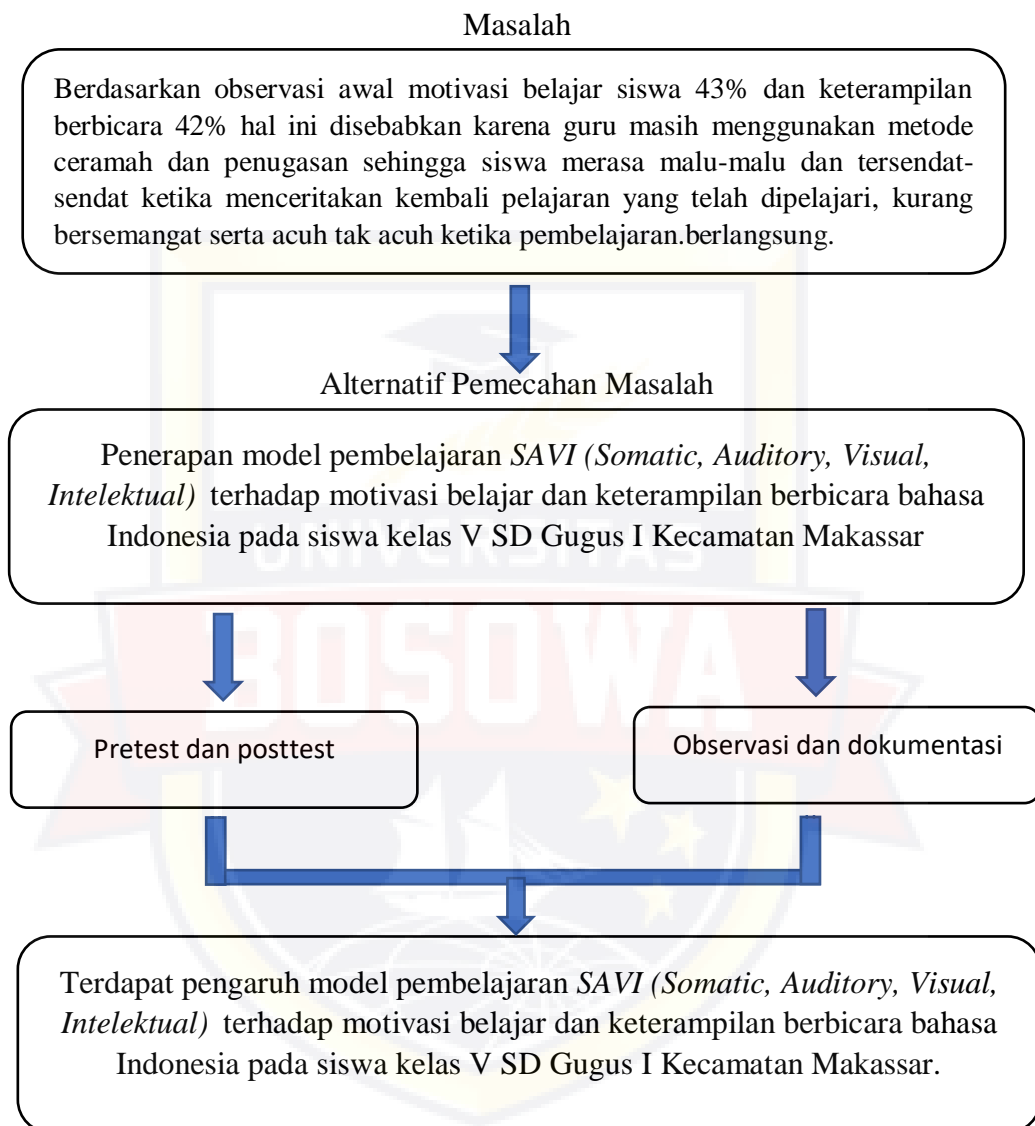 Masalah
Berdasarkan observasi awal motivasi belajar siswa 43% dan keterampilan
berbicara 42% hal ini disebabkan karena guru masih menggunakan metode
ceramah dan penugasan sehingga siswa merasa malu-malu dan tersendat-
sendat ketika menceritakan kembali pelajaran yang telah dipelajari, kurang
bersemangat serta acuh tak acuh ketika pembelajaran.berlangsung.
Alternatif Pemecahan Masalah
Penerapan model pembelajaran SAVI (Somatic, Auditory, Visual,
Intelektual) terhadap motivasi belajar dan keterampilan berbicara bahasa
Indonesia pada siswa kelas V SD Gugus I Kecamatan Makassar
UNIVERSITAS
BOSOWA
Pretest dan posttest
Observasi dan dokumentasi
Terdapat pengaruh model pembelajaran SAVI (Somatic, Auditory, Visual,
Intelektual) terhadap motivasi belajar dan keterampilan berbicara bahasa
Indonesia pada siswa kelas V SD Gugus I Kecamatan Makassar.